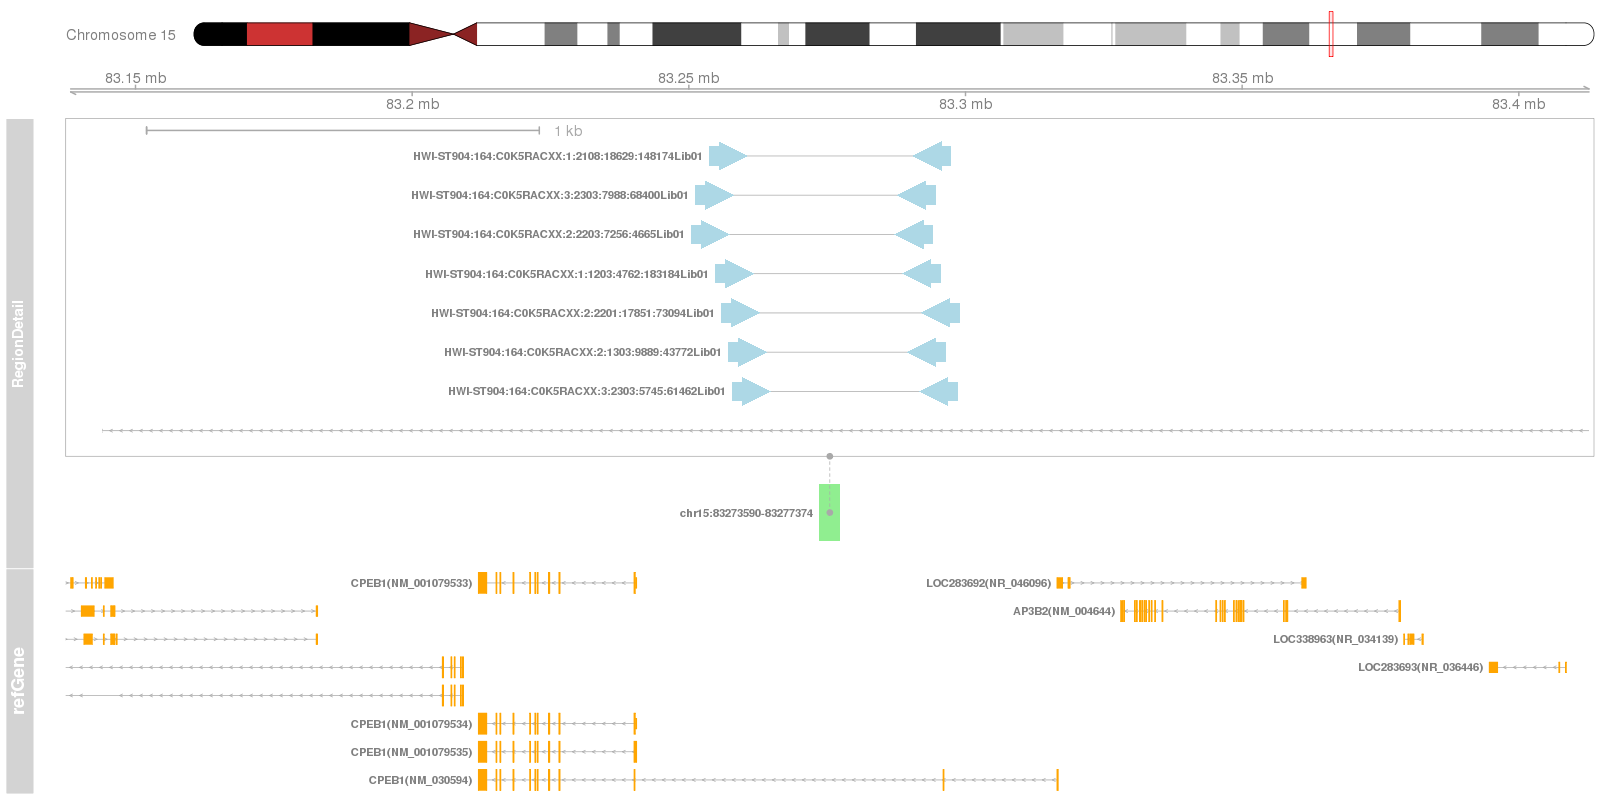 Chromosome 15
83.15 mb 83.25 mb 83.35 mb
83.2 mb 83.3 mb 83.4 mb
RegionDetail
1 kb
HWI-ST904:164:C0K5RACXX:1:2108:18629:148174Lib01
HWI-ST904:164:C0K5RACXX:3:2303:7988:68400Lib01
HWI-ST904:164:C0K5RACXX:2:2203:7256:4665Lib01
HWI-ST904:164:C0K5RACXX:1:1203:4762:183184Lib01
HWI-ST904:164:C0K5RACXX:2:2201:17851:73094Lib01
HWI-ST904:164:C0K5RACXX:2:1303:9889:43772Lib01
HWI-ST904:164:C0K5RACXX:3:2303:5745:61462Lib01
chr15:83273590-83277374
refGene
CPEB1(NM_001079533) LOC283692(NR_046096)
AP3B2(NM_004644)
LOC338963(NR_034139)
LOC283693(NR_036446)
CPEB1(NM_001079534)
CPEB1(NM_001079535)
CPEB1(NM_030594)